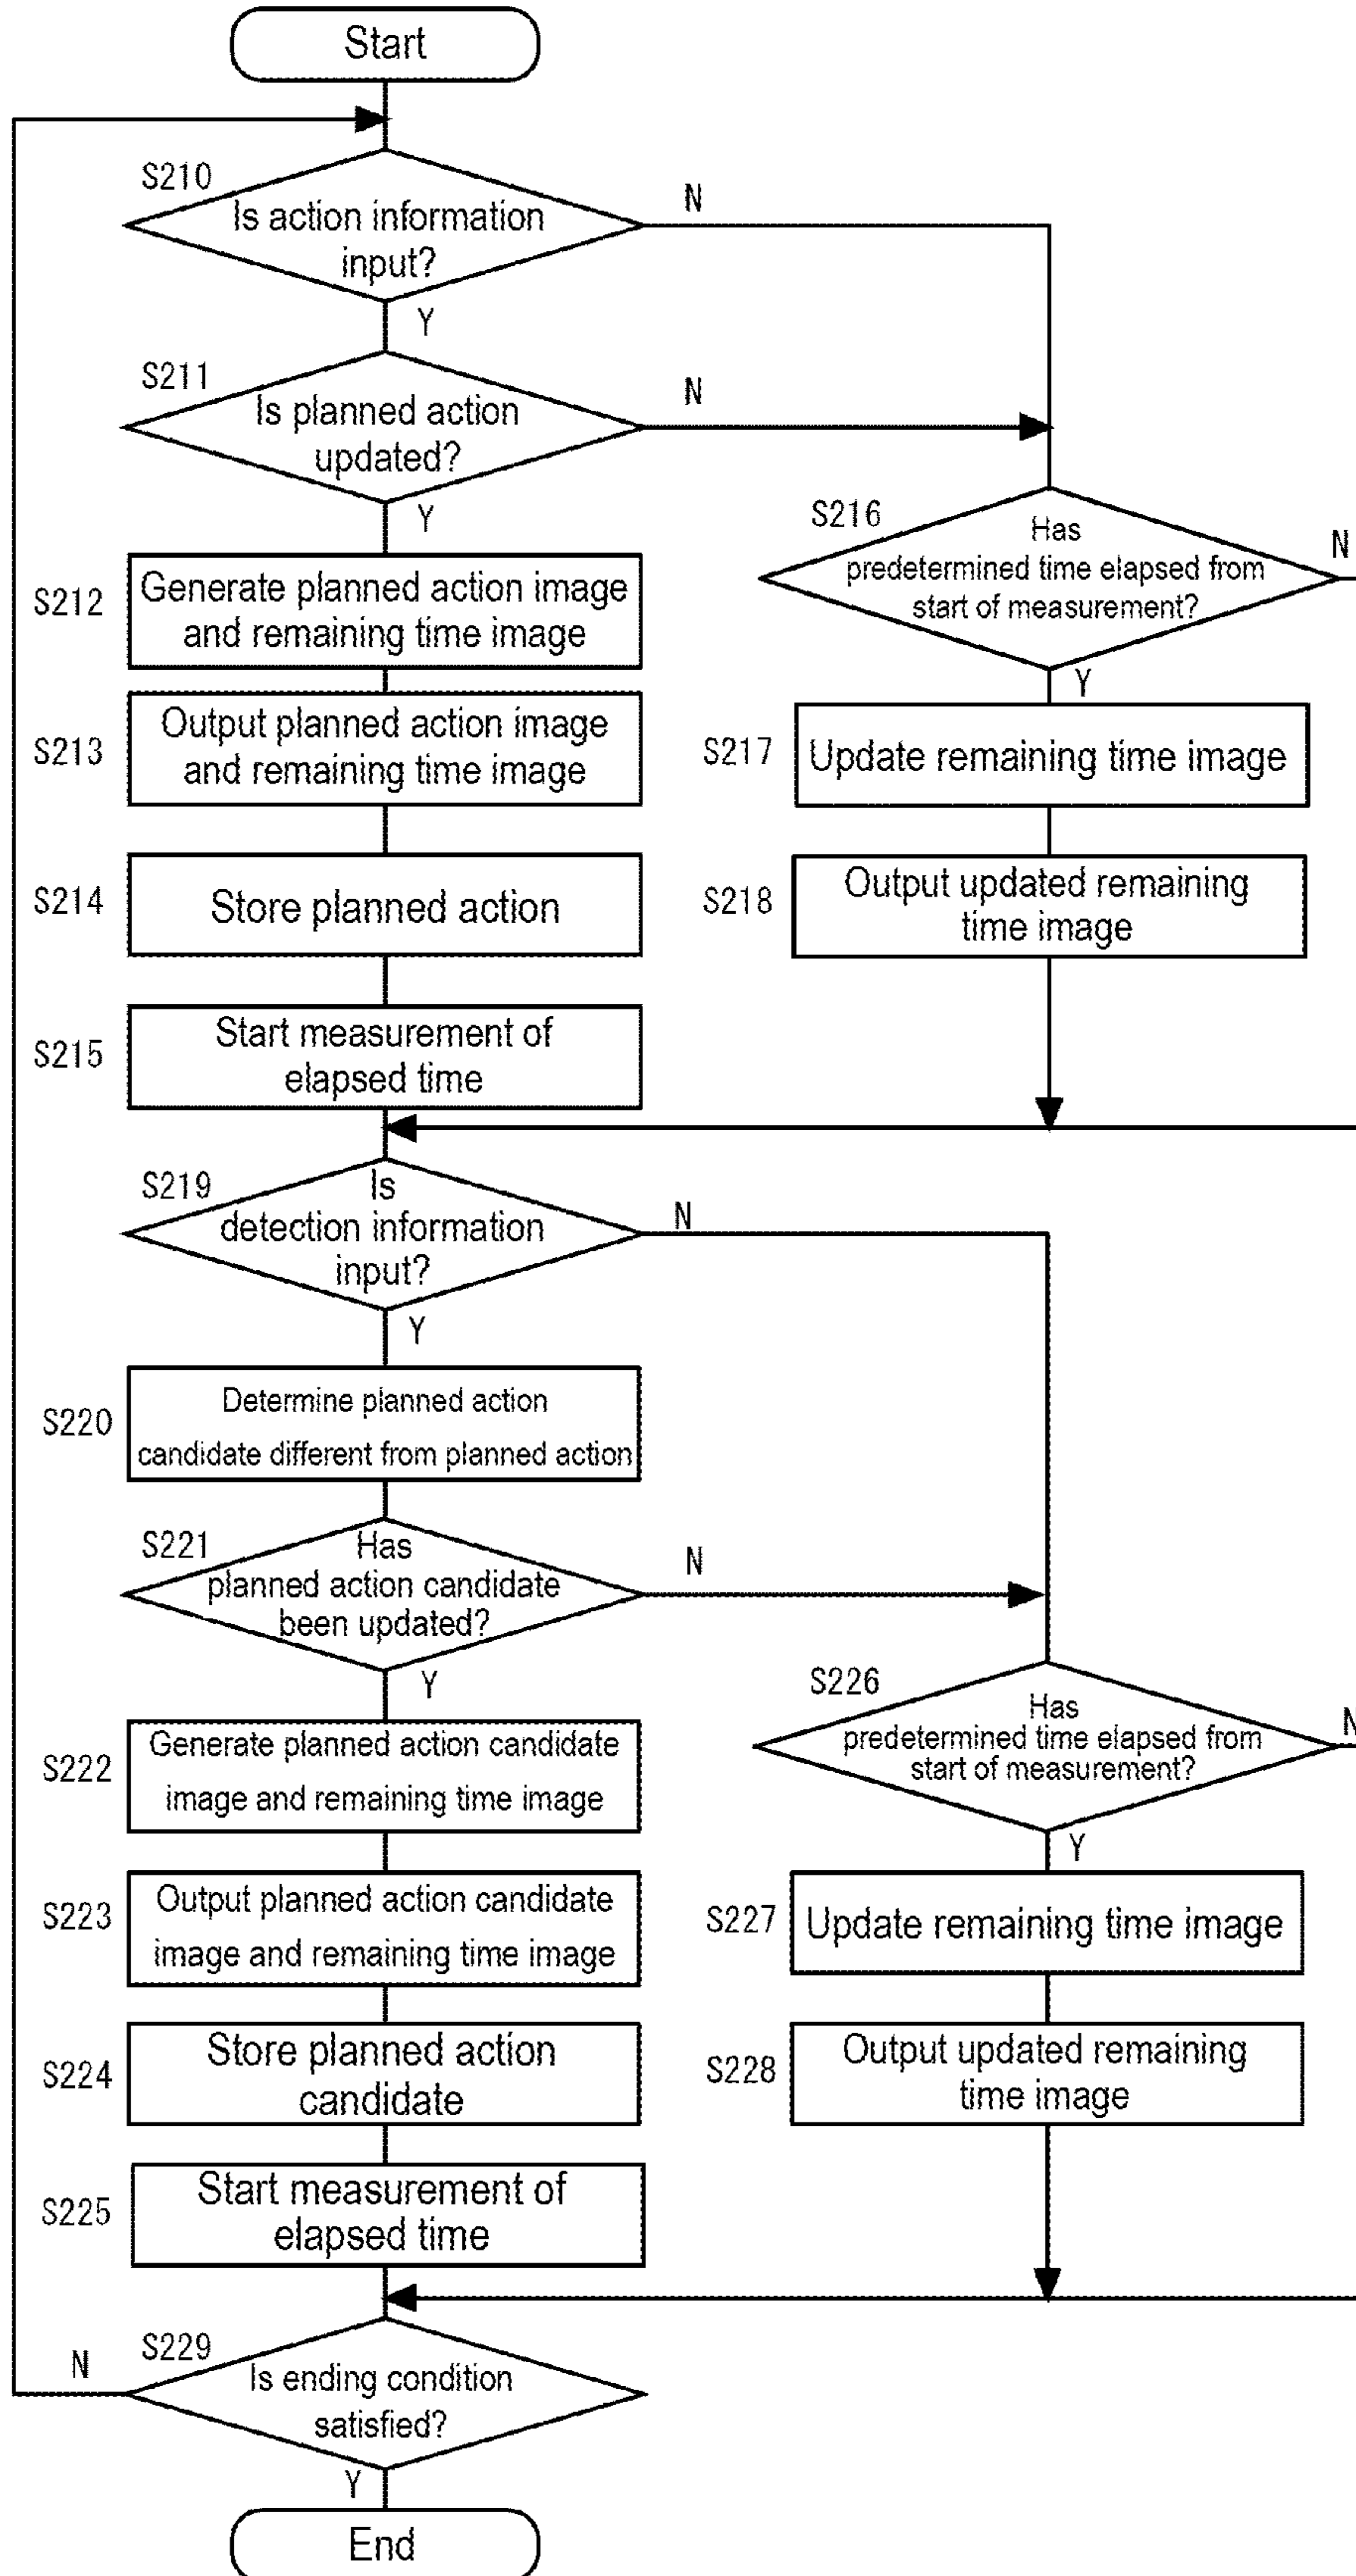 Start
S210
Is action information
input?
N
Y
S211
Is planned action
updated?
N
Y
S212
Generate planned action image
and remaining time image
S213
Output planned action image
and remaining time image
S214
Store planned action
S215
Start measurement of
elapsed time
S216
Has
predetermined time elapsed from
start of measurement?
N
Y
S217
Update remaining time image
S218
Output updated remaining
time image
S219
Is
detection information
input?
N
Y
S220
Determine planned action
candidate different from planned action
S221
Has
planned action candidate
been updated?
N
Y
S222
Generate planned action candidate
image and remaining time image
S223
Output planned action candidate
image and remaining time image
S224
Store planned action
candidate
S225
Start measurement of
elapsed time
S226
Has
predetermined time elapsed from
start of measurement?
N
Y
S227
Update remaining time image
S228
Output updated remaining
time image
S229
Is ending condition
satisfied?
N
Y
End